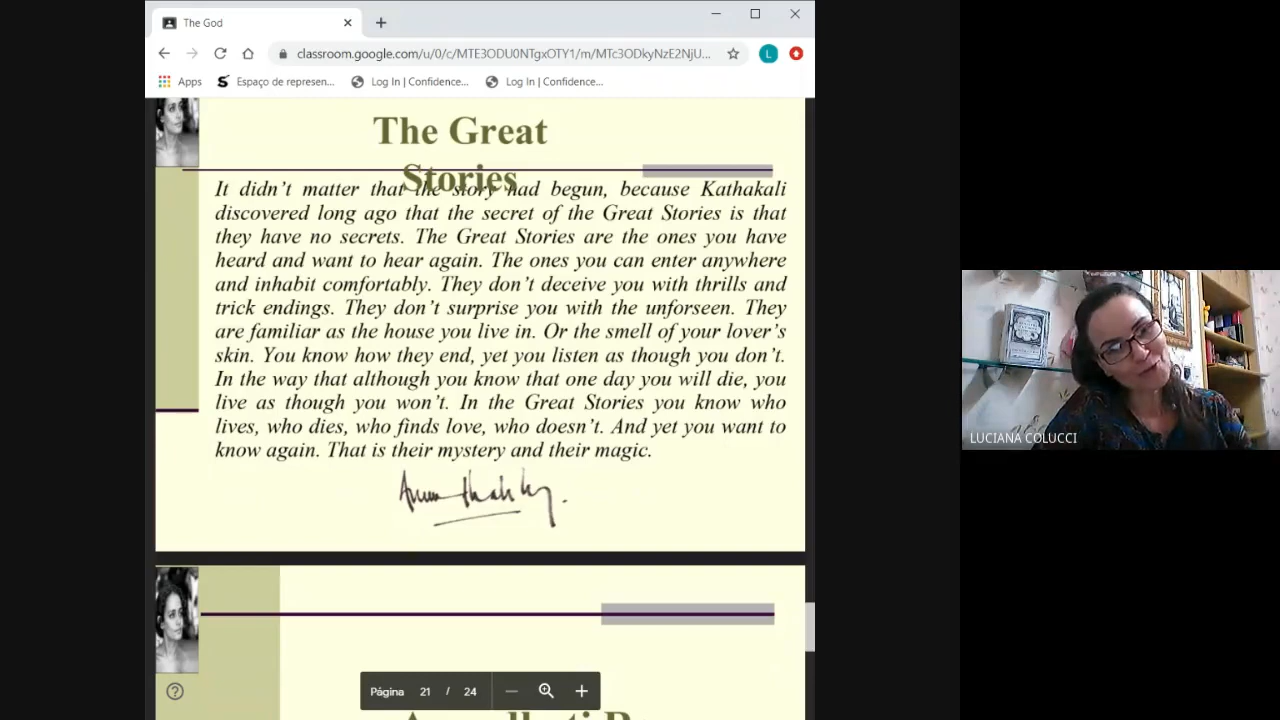 The God
classroom.google.com/u/0/c/MTE3ODU0NTgxOTY1/m/MTc3ODkyNzE2NjU...
L
Apps
Espaço de represen...
Log In | Confidence...
Log In | Confidence...
The Great
Stories
It didn't matter that the story had begun, because Kathakali
discovered long ago that the secret of the Great Stories is that
they have no secrets. The Great Stories are the ones you have
heard and want to hear again. The ones you can enter anywhere
and inhabit comfortably. They don't deceive you with thrills and
trick endings. They don't surprise you with the unforseen. They
are familiar as the house you live in. Or the smell of your lover's
skin. You know how they end, yet you listen as though you don't.
In the way that although you know that one day you will die, you
live as though you won't. In the Great Stories you know who
lives, who dies, who finds love, who doesn't. And yet you want to
know again. That is their mystery and their magic.
Página 21 / 24
LUCIANA COLUCCI